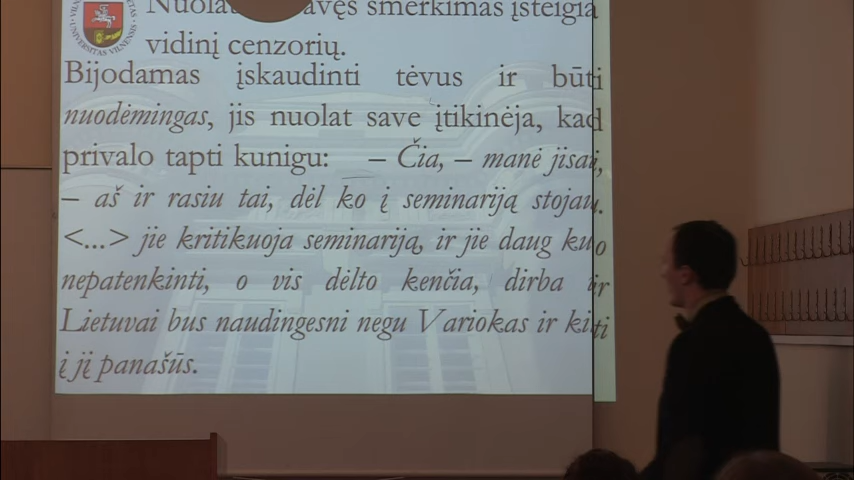 Nuolat savęs smerkimas įsteigia
vidinį cenzorių.
Bijodamas įskaudinti tėvus ir būti
nuodėmingas, jis nuolat save įtikinėja, kad
privalo tapti kunigu: – Čia, – manė jisai,
– aš ir rasiu tai, dėl ko į seminariją stojau.
<...> jie kritikuoja seminariją, ir jie daug kuo
nepatenkinti, o vis dėlto kenčia, dirba ir
Lietuvai bus naudingesni negu Variokas ir kiti
į jį panašūs.
UNIVERSITAS VILNENSIS